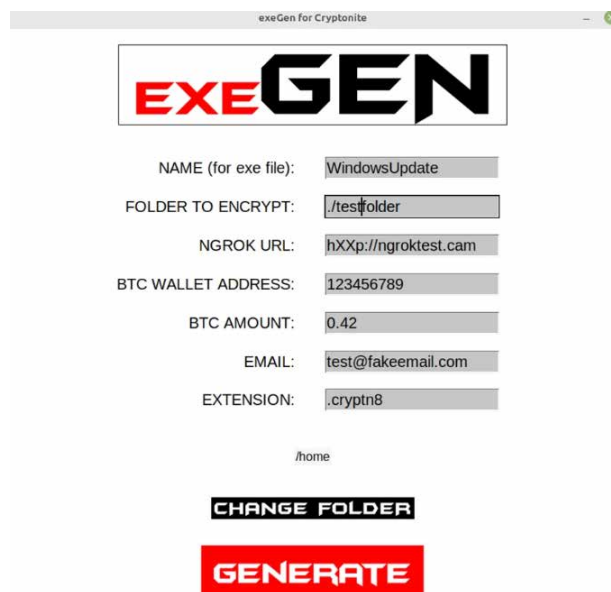 exeGen for Cryptonite
EXEGEN
NAME (for exe file): WindowsUpdate
FOLDER TO ENCRYPT: ./testfolder
NGROK URL: hXXp://ngroktest.cam
BTC WALLET ADDRESS: 123456789
BTC AMOUNT: 0.42
EMAIL: test@fakeemail.com
EXTENSION: .cryptn8
/home
CHANGE FOLDER
GENERATE